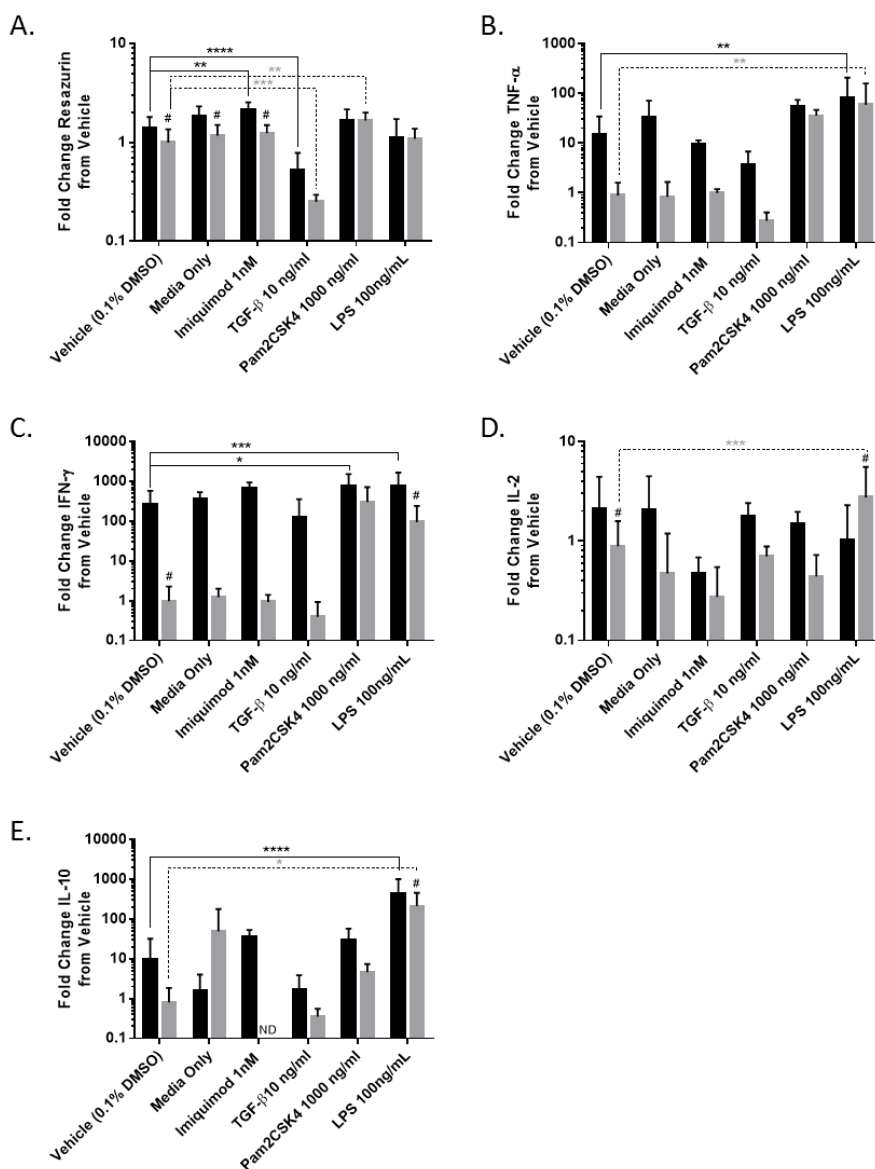 A.
Fold Change Resazurin
from Vehicle
10
1
0.1
****
**
**
***
#
#
#
Vehicle (0.1% DMSO)
Media Only
Imiquimod 1nM
TGF-β 10 ng/ml
Pam2CSK4 1000 ng/ml
LPS 100ng/mL
B.
Fold Change TNF-α
from Vehicle
1000
100
10
1
0.1
**
**
Vehicle (0.1% DMSO)
Media Only
Imiquimod 1nM
TGF-β 10 ng/ml
Pam2CSK4 1000 ng/ml
LPS 100ng/mL
C.
Fold Change IFN-γ
from Vehicle
10000
1000
100
10
1
0.1
***
*
#
#
Vehicle (0.1% DMSO)
Media Only
Imiquimod 1nM
TGF-β 10 ng/ml
Pam2CSK4 1000 ng/ml
LPS 100ng/mL
D.
Fold Change IL-2
from Vehicle
10
1
0.1
***
#
#
Vehicle (0.1% DMSO)
Media Only
Imiquimod 1nM
TGF-β 10 ng/ml
Pam2CSK4 1000 ng/ml
LPS 100ng/mL
E.
Fold Change IL-10
from Vehicle
10000
1000
100
10
1
0.1
****
*
#
ND
Vehicle (0.1% DMSO)
Media Only
Imiquimod 1nM
TGF-β10 ng/ml
Pam2CSK4 1000 ng/ml
LPS 100ng/mL